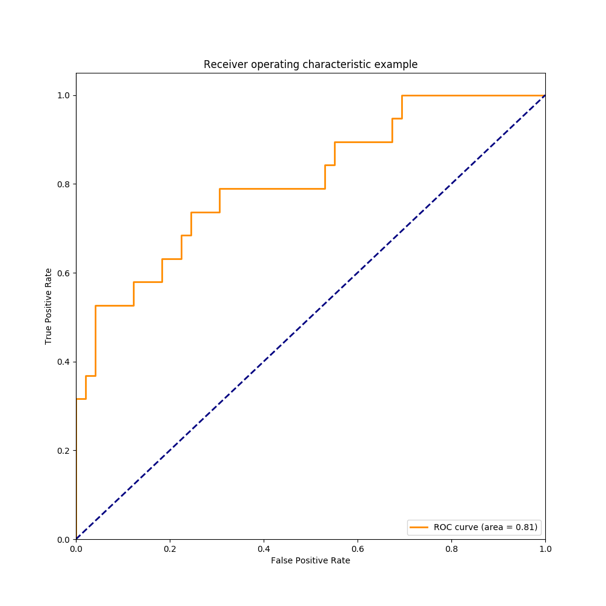 Receiver operating characteristic example
1.0
0.8
0.6
0.4
0.2
0.0
True Positive Rate
0.0 0.2 0.4 0.6 0.8 1.0
False Positive Rate
ROC curve (area = 0.81)